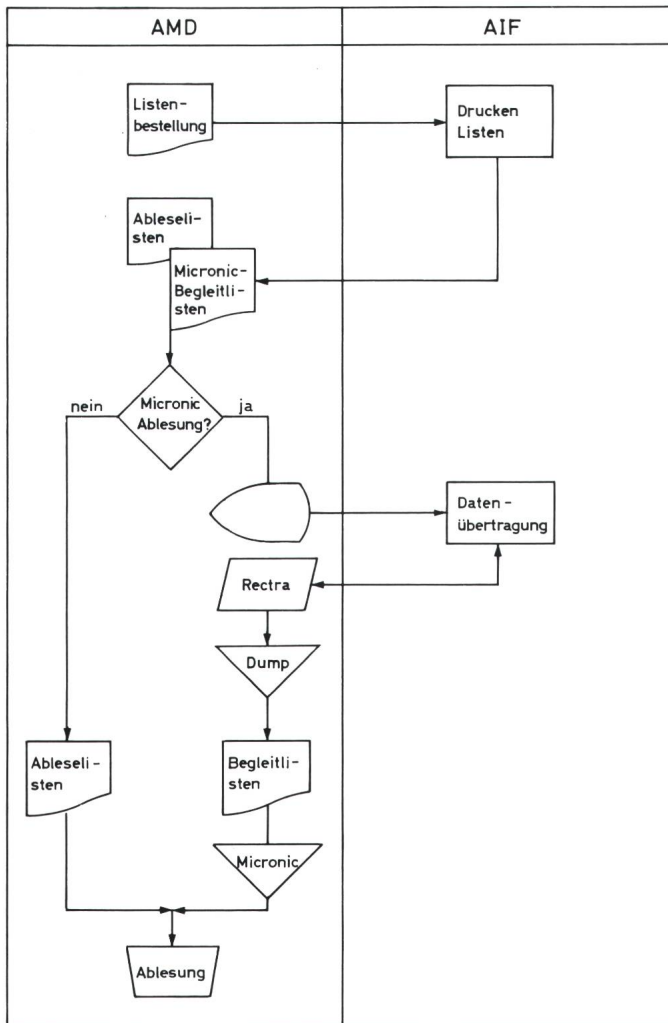 AMD
AIF
Listen-
bestellung
Drucken
Listen
Ableseli-
sten
Micronic-
Begleitli-
sten
nein
Micronic
Ablesung?
ja
Daten-
übertragung
Rectra
Dump
Ableseli-
sten
Begleitli-
sten
Micronic
Ablesung